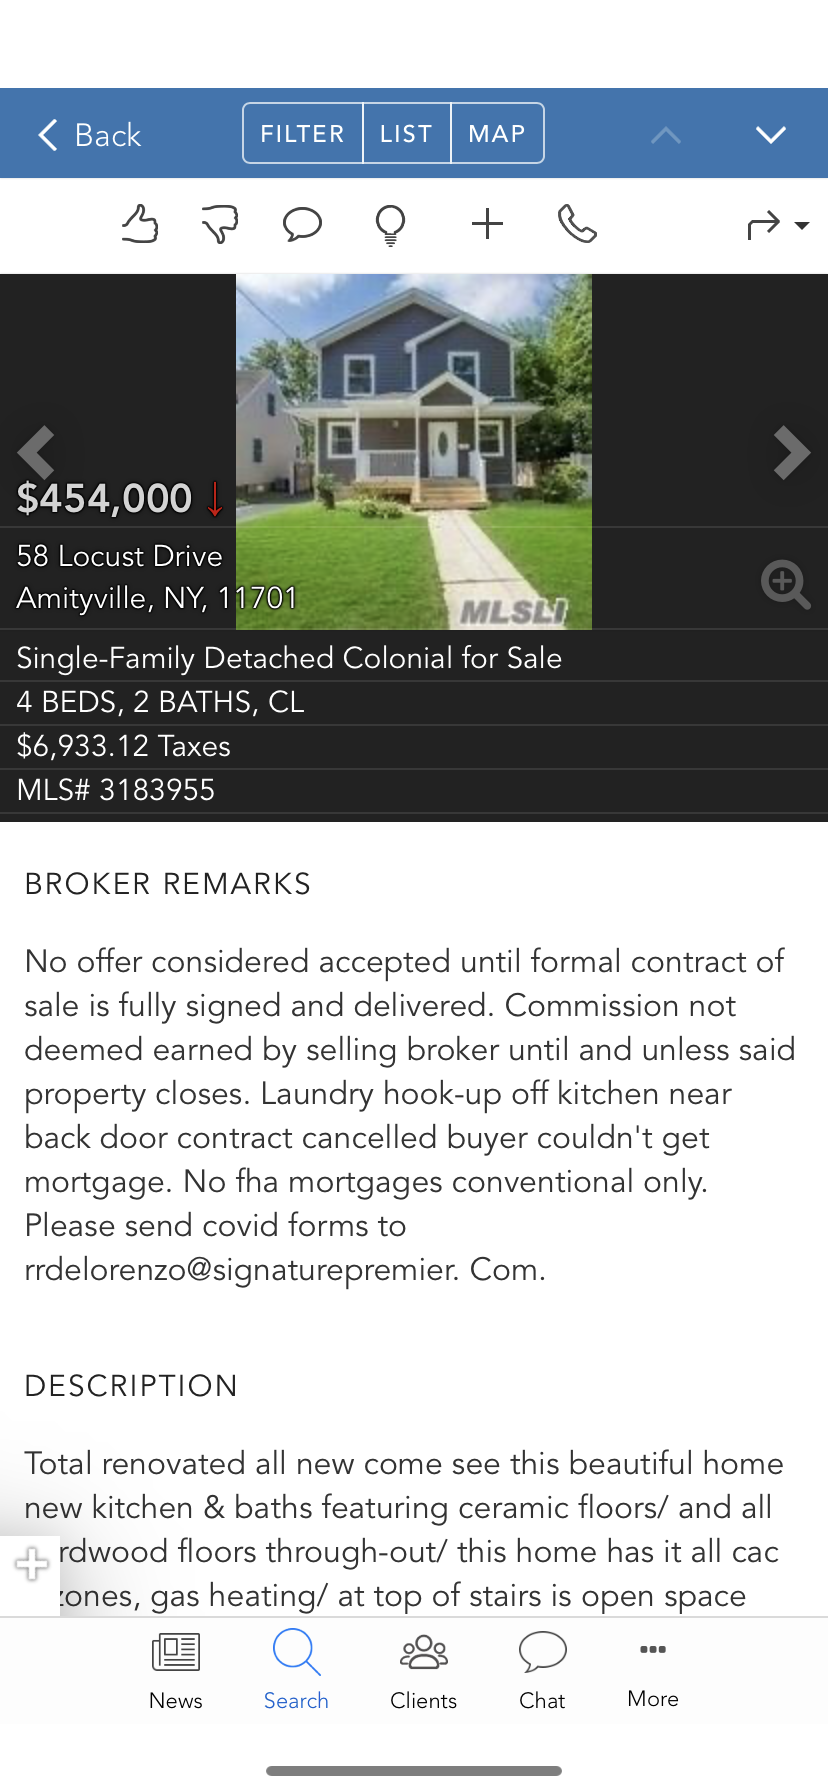 Back
FILTER LIST MAP
$454,000 ↓
58 Locust Drive
Amityville, NY, 11701
MLSLI
Single-Family Detached Colonial for Sale
4 BEDS, 2 BATHS, CL
$6,933.12 Taxes
MLS# 3183955
BROKER REMARKS
No offer considered accepted until formal contract of
sale is fully signed and delivered. Commission not
deemed earned by selling broker until and unless said
property closes. Laundry hook-up off kitchen near
back door contract cancelled buyer couldn't get
mortgage. No fha mortgages conventional only.
Please send covid forms to
rrdelorenzo@signaturepremier. Com.
DESCRIPTION
Total renovated all new come see this beautiful home
new kitchen & baths featuring ceramic floors/ and all
rdwood floors through-out/ this home has it all cac
zones, gas heating/ at top of stairs is open space
News Search Clients Chat More